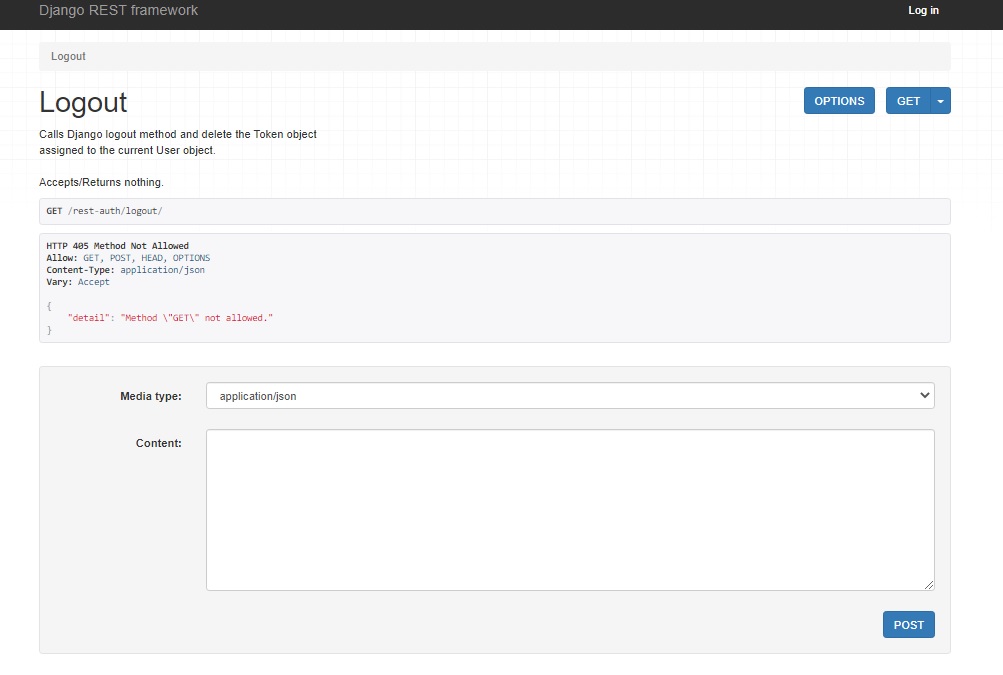 Django REST framework
Log in
Logout
Logout
OPTIONS
GET
Calls Django logout method and delete the Token object
assigned to the current User object.
Accepts/Returns nothing.
GET /rest-auth/logout/
HTTP 405 Method Not Allowed
Allow: GET, POST, HEAD, OPTIONS
Content-Type: application/json
Vary: Accept
{
"detail": "Method \"GET\" not allowed."
}
Media type:
application/json
Content:
POST